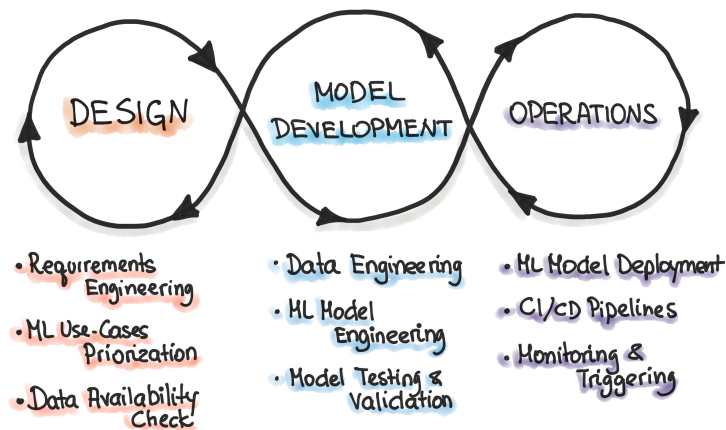 DESIGN
MODEL
DEVELOPMENT
OPERATIONS
• Requirements
Engineering
• ML Use-Cases
Priorization
• Data Availability
Check
• Data Engineering
• ML Model
Engineering
• Model Testing &
Validation
• ML Model Deployment
• CI/CD Pipelines
• Monitoring &
Triggering